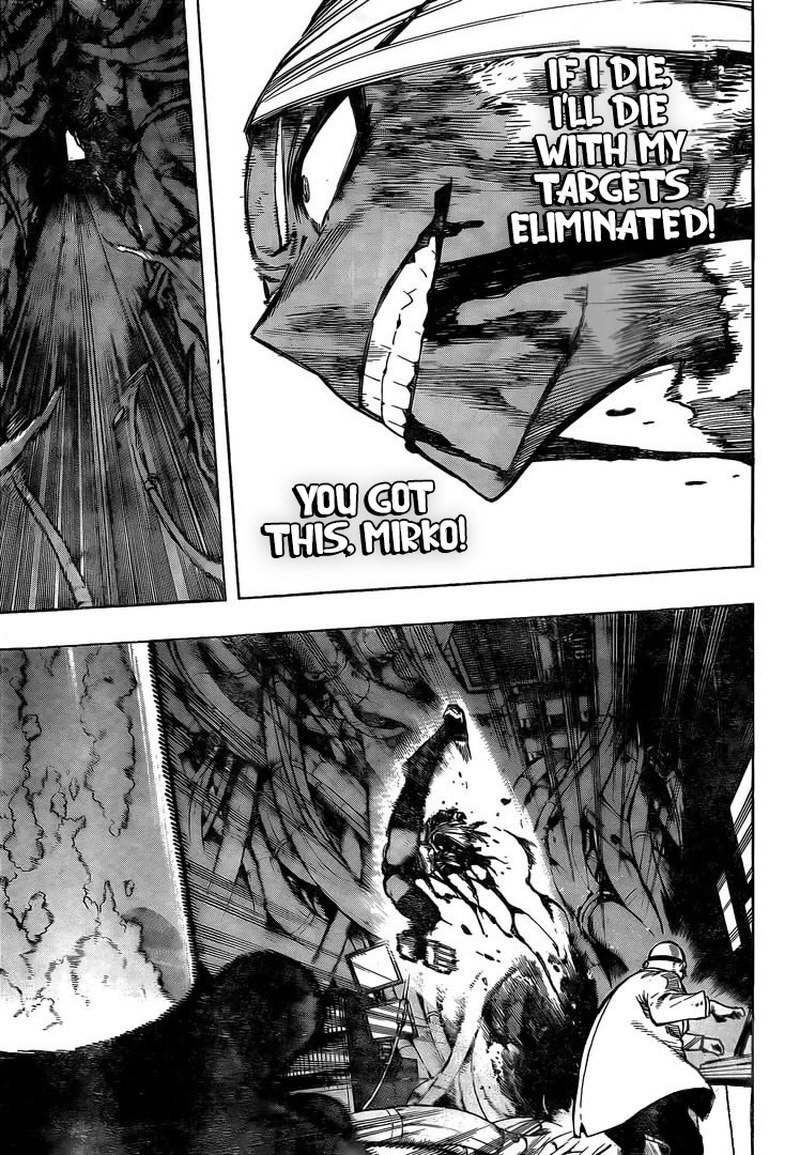 IF I DIE,
I'LL DIE
WITH MY
TARGETS
ELIMINATED!
YOU GOT
THIS, MIRKO!